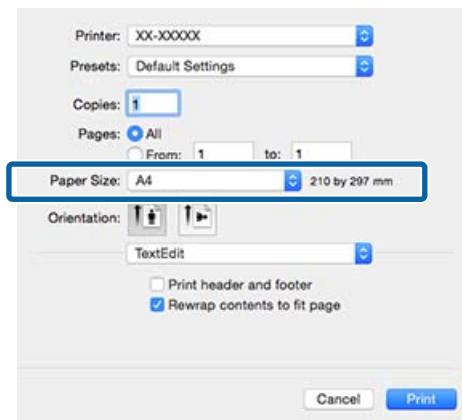 Printer: XX-XXXXX
Presets: Default Settings
Copies: 1
Pages: All
From: 1 to: 1
Paper Size: A4 210 by 297 mm
Orientation:
TextEdit
Print header and footer
Rewrap contents to fit page
Cancel Print